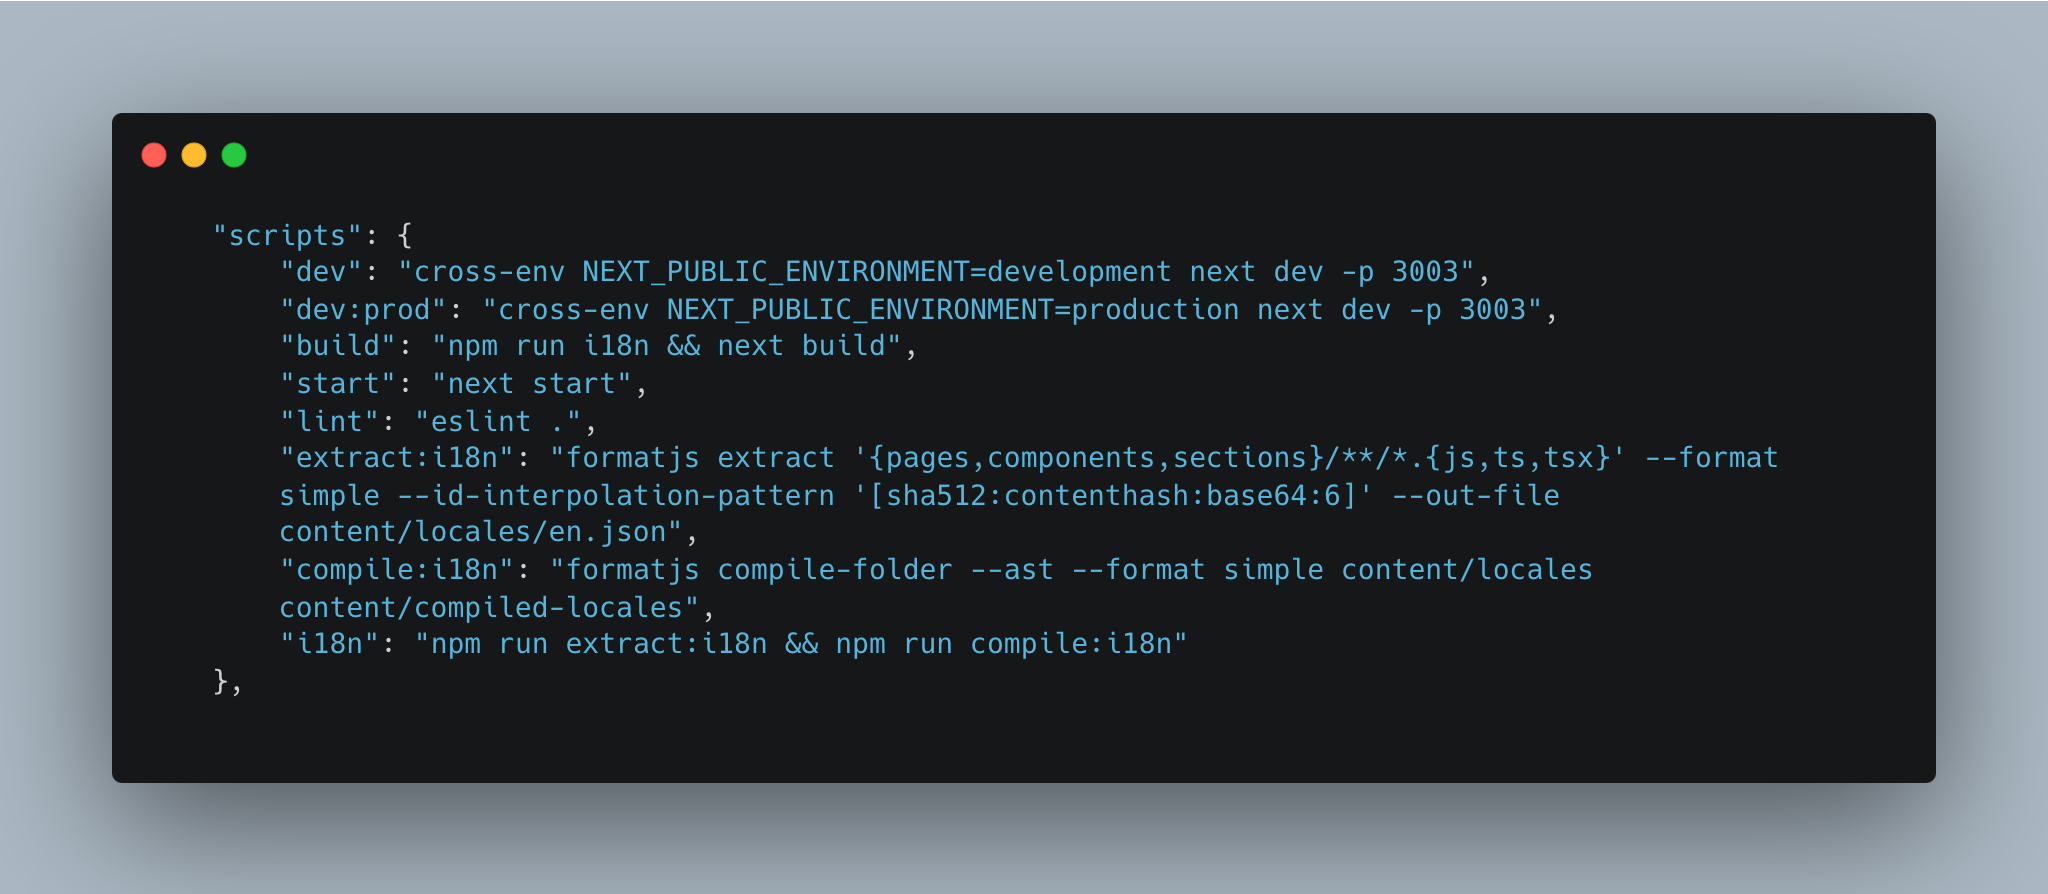 "scripts": {
"dev": "cross-env NEXT_PUBLIC_ENVIRONMENT=development next dev -p 3003",
"dev:prod": "cross-env NEXT_PUBLIC_ENVIRONMENT=production next dev -p 3003",
"build": "npm run i18n && next build",
"start": "next start",
"lint": "eslint .",
"extract:i18n": "formatjs extract '{pages,components,sections}/**/*.{js,ts,tsx}' --format
simple --id-interpolation-pattern '[sha512:contenthash:base64:6]' --out-file
content/locales/en.json",
"compile:i18n": "formatjs compile-folder --ast --format simple content/locales
content/compiled-locales",
"i18n": "npm run extract:i18n && npm run compile:i18n"
},